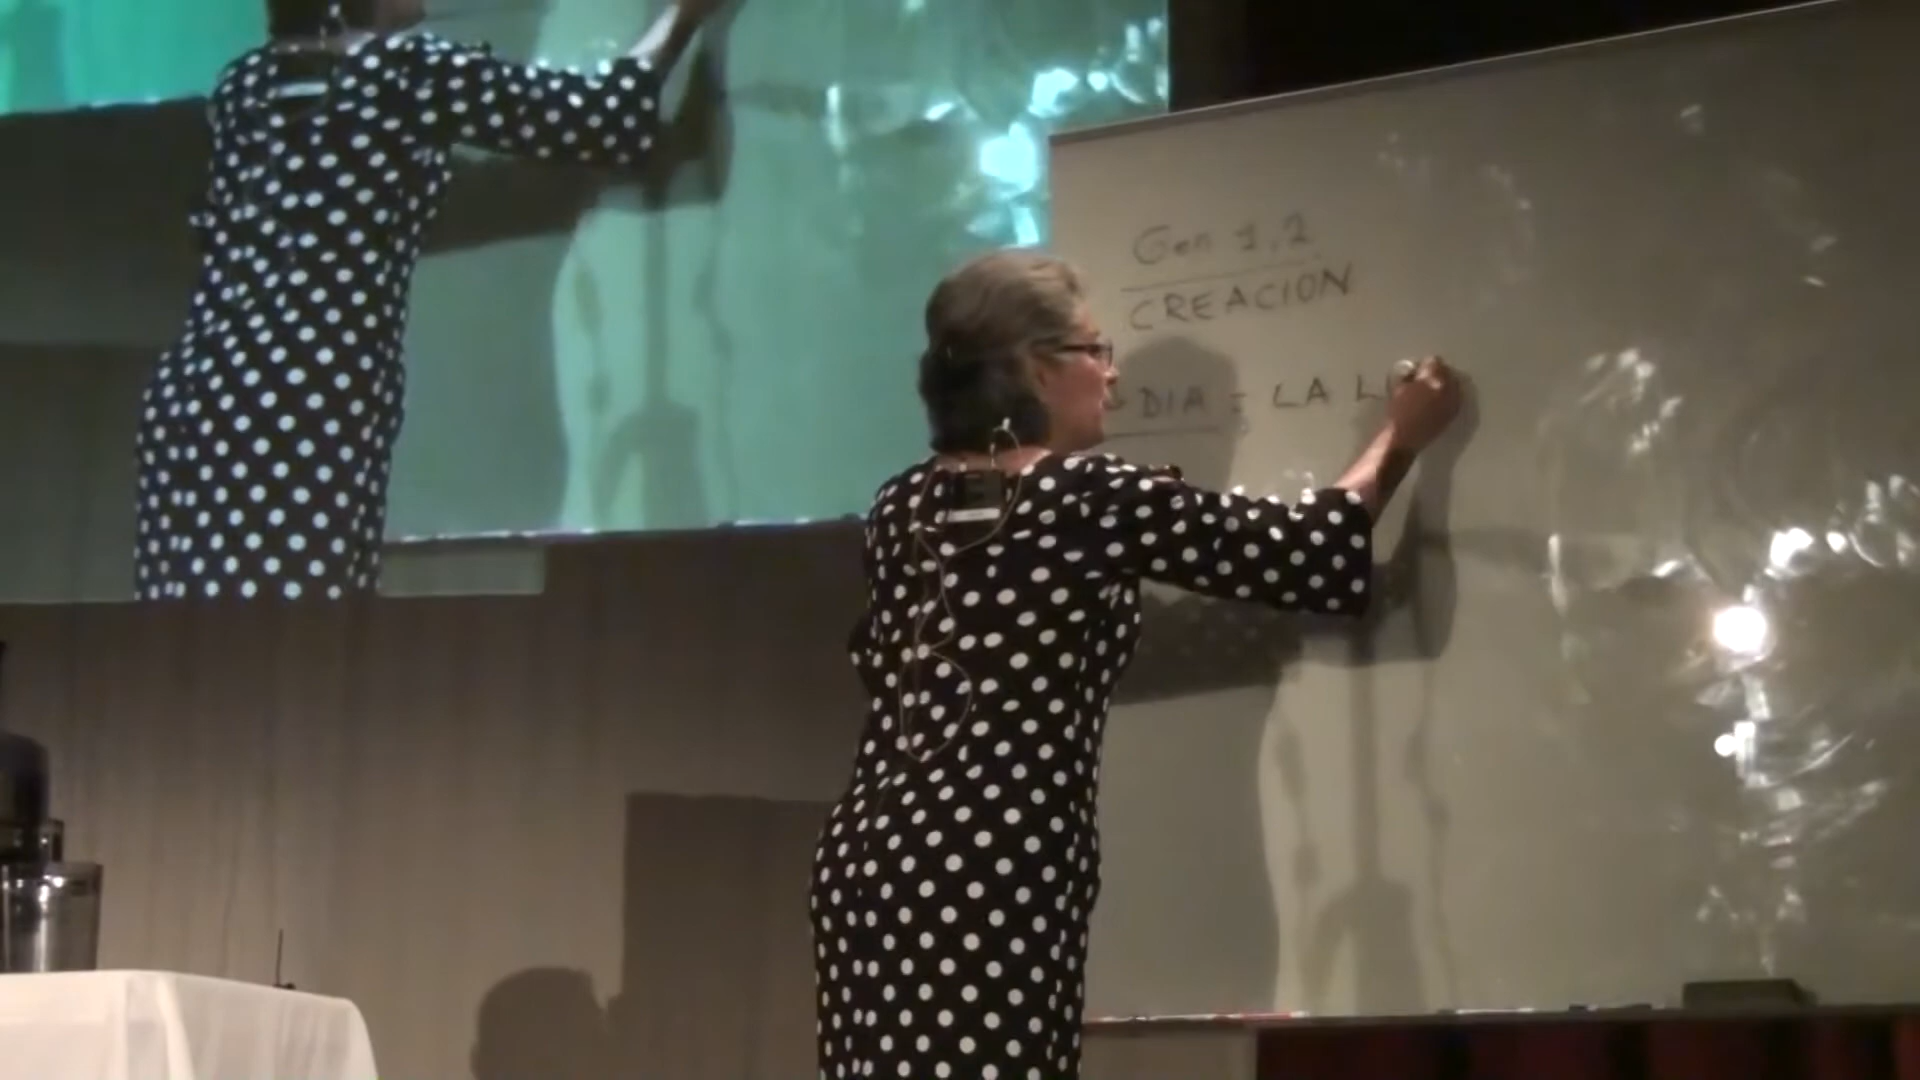 Gen 1,2
CREACION
DIA = LA